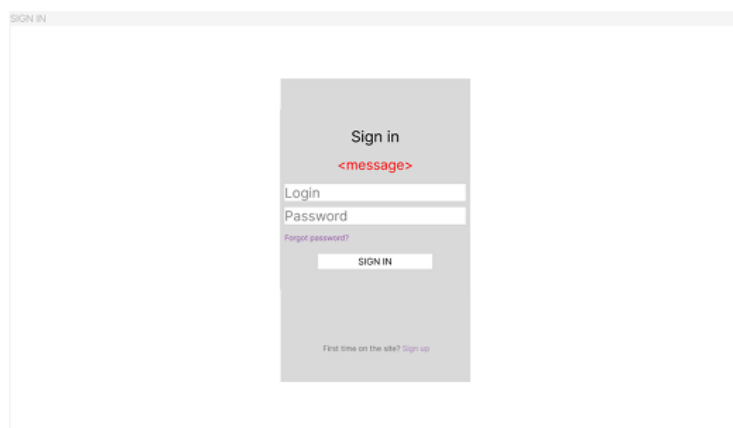 SIGN IN
Sign in
<message>
Login
Password
Forgot password?
SIGN IN
First time on the site? Sign up